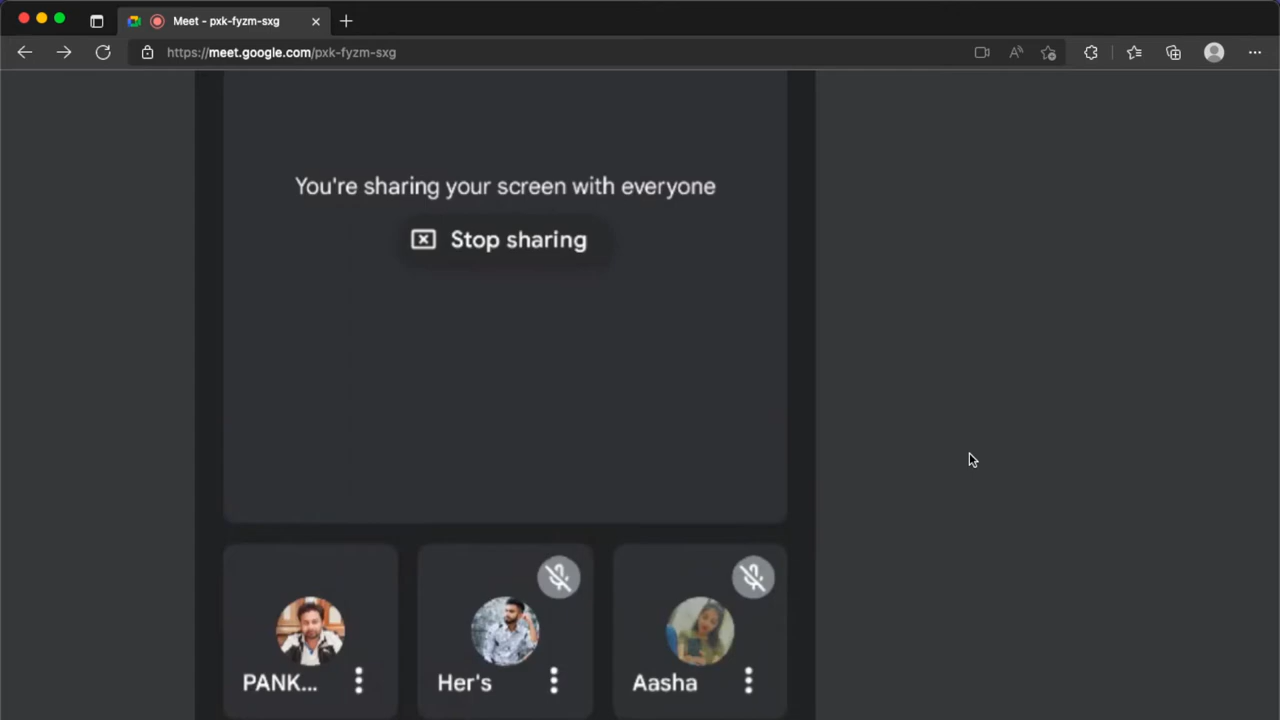 Meet - pxk-fyzm-sxg
https://meet.google.com/pxk-fyzm-sxg
You're sharing your screen with everyone
Stop sharing
PANK...
Her's
Aasha